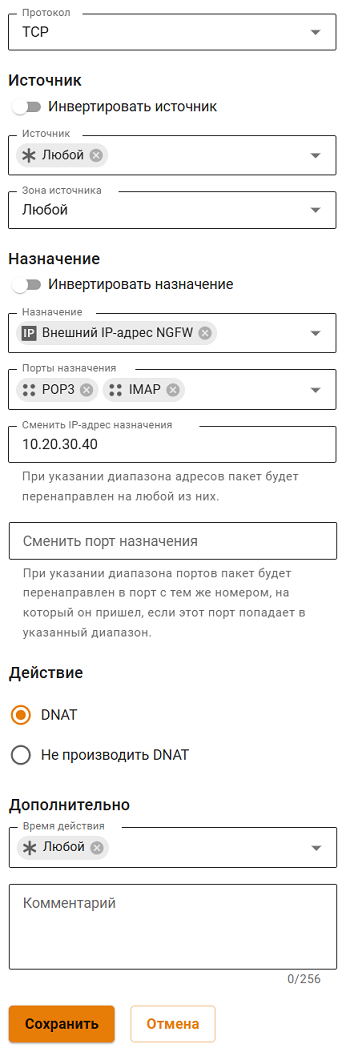 Протокол
TCP
Источник
Инвертировать источник
Источник
Любой
Зона источника
Любой
Назначение
Инвертировать назначение
Назначение
IP Внешний IP-адрес NGFW
Порты назначения
POP3 IMAP
Сменить IP-адрес назначения
10.20.30.40
При указании диапазона адресов пакет будет
перенаправлен на любой из них.
Сменить порт назначения
При указании диапазона портов пакет будет
перенаправлен в порт с тем же номером, на
который он пришел, если этот порт попадает в
указанный диапазон.
Действие
DNAT
Не производить DNAT
Дополнительно
Время действия
Любой
Комментарий
0/256
Сохранить Отмена